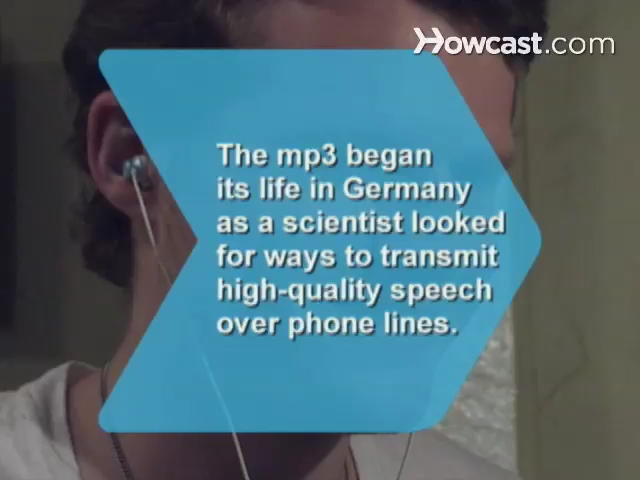 Howcast.com
The mp3 began
its life in Germany
as a scientist looked
for ways to transmit
high-quality speech
over phone lines.